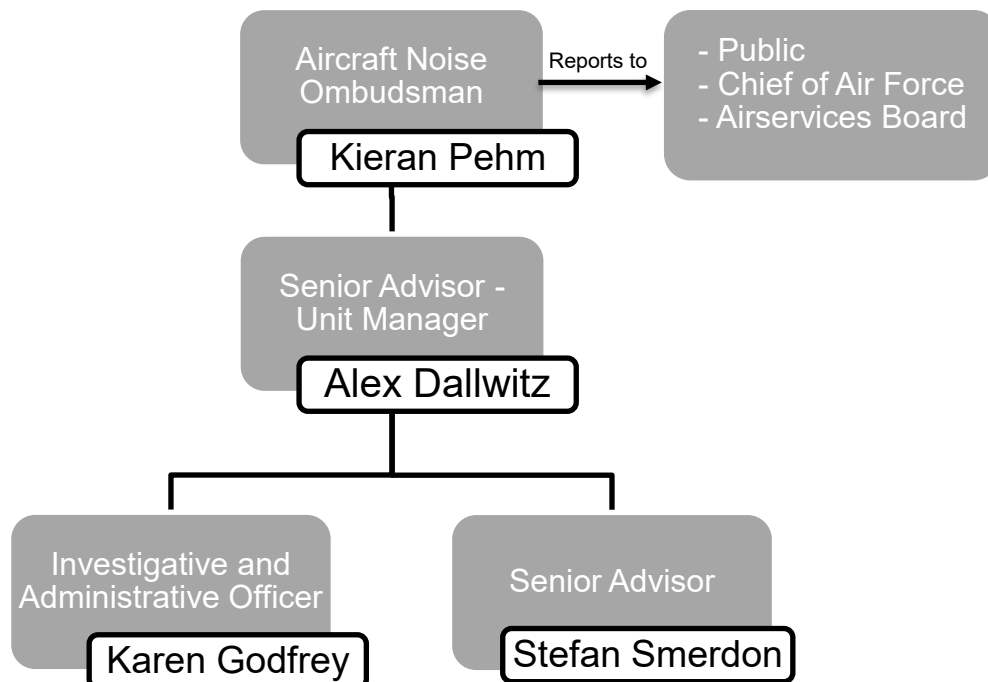 Aircraft Noise
Ombudsman
Kieran Pehm
Reports to
- Public
- Chief of Air Force
- Airservices Board
Senior Advisor -
Unit Manager
Alex Dallwitz
Investigative and
Administrative Officer
Karen Godfrey
Senior Advisor
Stefan Smerdon